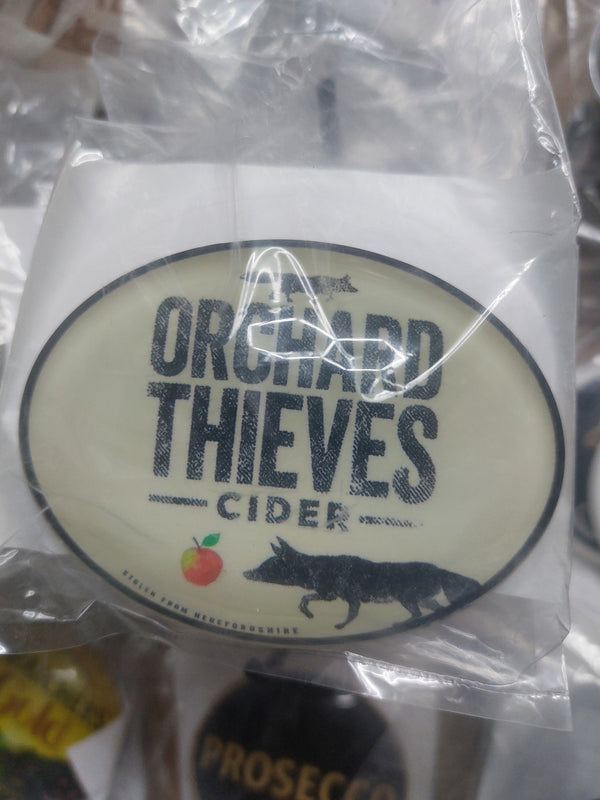 ORCHARD
THIEVES
CIDER
STOLEN FROM HEREFORDSHIRE
PROSECCO